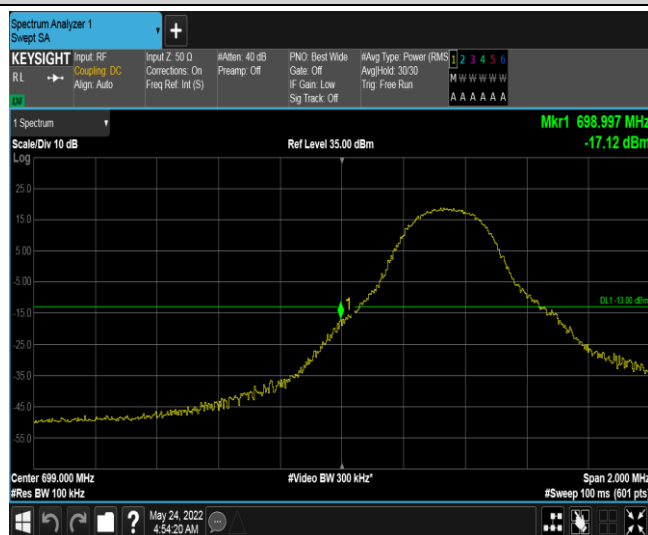 Spectrum Analyzer 1
Swept SA
+
KEYSIGHT
RL
LXI
Input: RF
Coupling: DC
Align: Auto
Input Z: 50 Ω
Corrections: On
Freq Ref: Int (S)
#Atten: 40 dB
Preamp: Off
PNO: Best Wide
Gate: Off
IF Gain: Low
Sig Track: Off
#Avg Type: Power (RMS
Avg|Hold: 30/30
Trig: Free Run
1 2 3 4 5 6
M W W W W W
A A A A A A
1 Spectrum
Scale/Div 10 dB
Ref Level 35.00 dBm
Mkr1 698.997 MHz
-17.12 dBm
Log
25.0
15.0
5.00
-5.00
-15.0
-25.0
-35.0
-45.0
-55.0
1
DL1 -13.00 dBm
Center 699.000 MHz
#Video BW 300 kHz*
Span 2.000 MHz
#Res BW 100 kHz
#Sweep 100 ms (601 pts)
?
May 24, 2022
4:54:20 AM